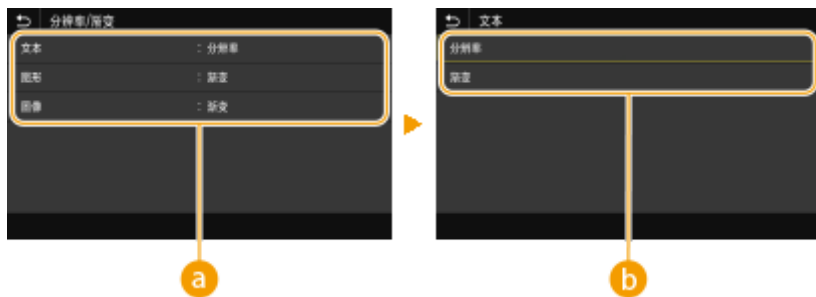 分辨率/渐变
文本 : 分辨率
图形 : 渐变
图像 : 渐变
a
文本
分辨率
渐变
b